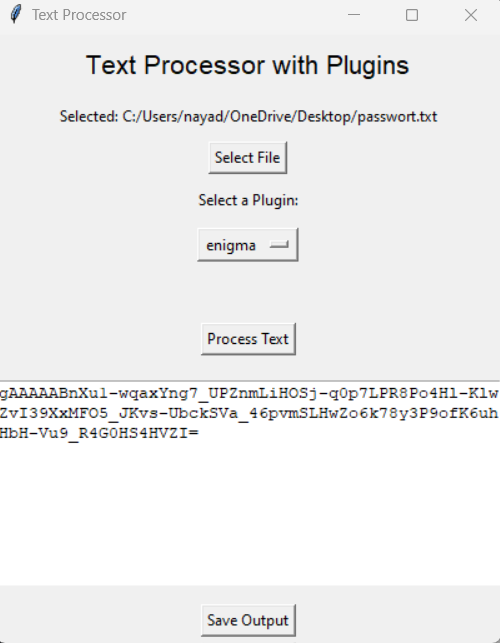 Text Processor
Text Processor with Plugins
Selected: C:/Users/nayad/OneDrive/Desktop/passwort.txt
Select File
Select a Plugin:
enigma
Process Text
gAAAAABnXu1-wqaxYng7_UPZnmLiHOSj-q0p7LPR8Po4Hl-Klw
ZvI39XxMFO5_JKvs-UbckSVa_46pvmSLHwZo6k78y3P9ofK6uh
HbH-Vu9_R4G0HS4HVZI=
Save Output